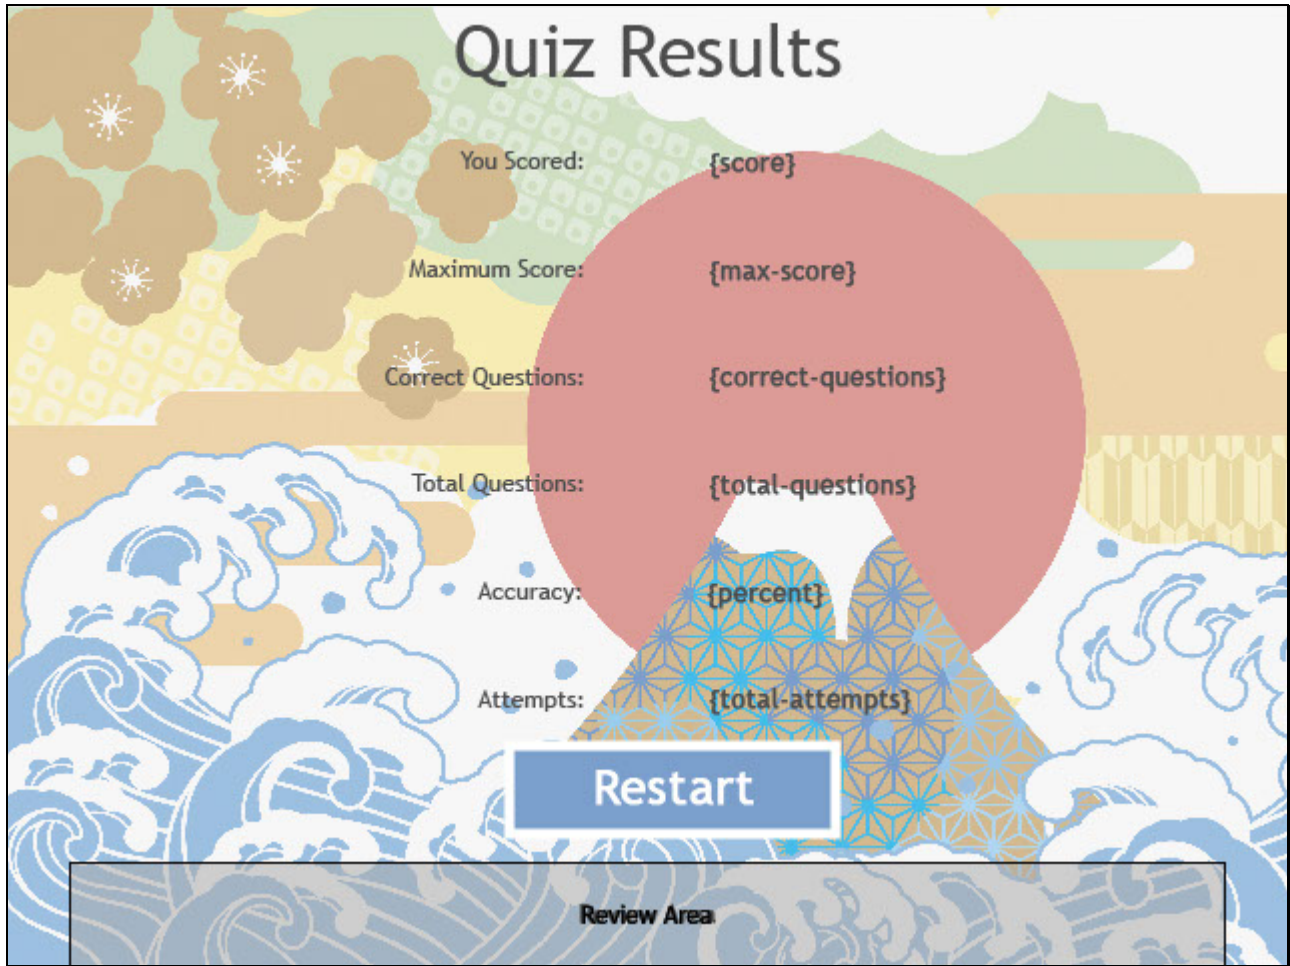 Quiz Results
You Scored: {score}
Maximum Score: {max-score}
Correct Questions: {correct-questions}
Total Questions: {total-questions}
Accuracy: {percent}
Attempts: {total-attempts}
Restart
Review Area